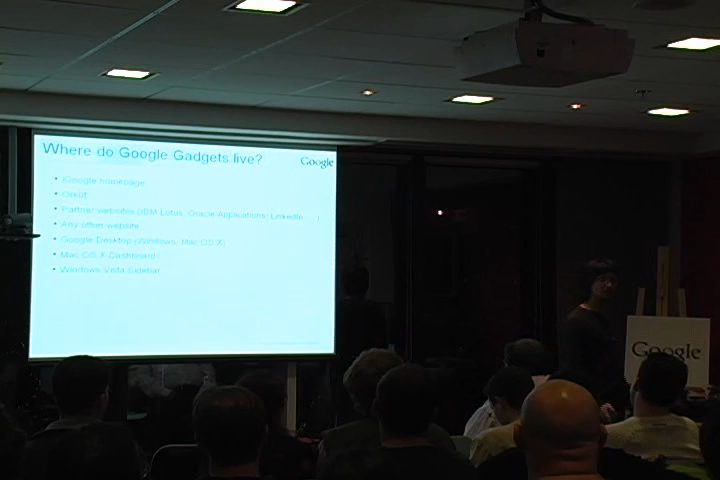 Where do Google Gadgets live?
Google
• iGoogle homepage
• Orkut
• Partner websites (IBM Lotus, Oracle Applications, LinkedIn ... )
• Any other website
• Google Desktop (Windows, Mac OS X)
• Mac OS X Dashboard
• Windows Vista Sidebar
Google